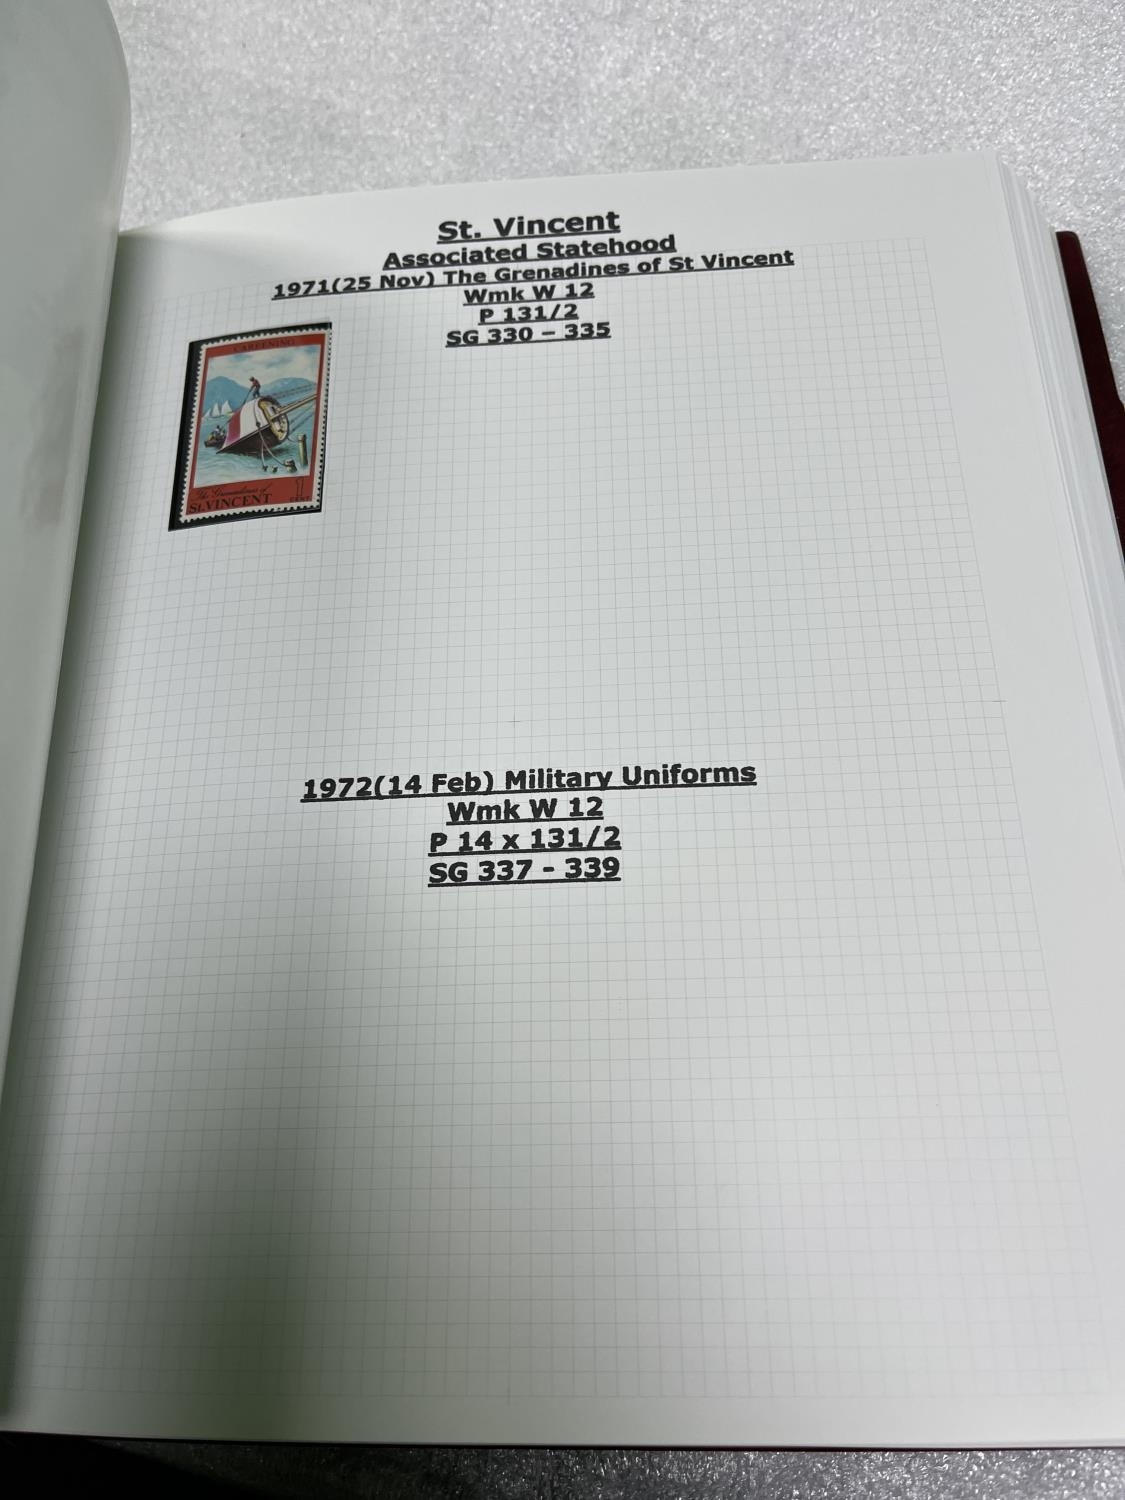 St. Vincent
Associated Statehood
1971(25 Nov) The Grenadines of St Vincent
Wmk W 12
P 131/2
SG 330 – 335
CAREENING
The Grenadines of
St.VINCENT
1
CENT
1972(14 Feb) Military Uniforms
Wmk W 12
P 14 x 131/2
SG 337 - 339